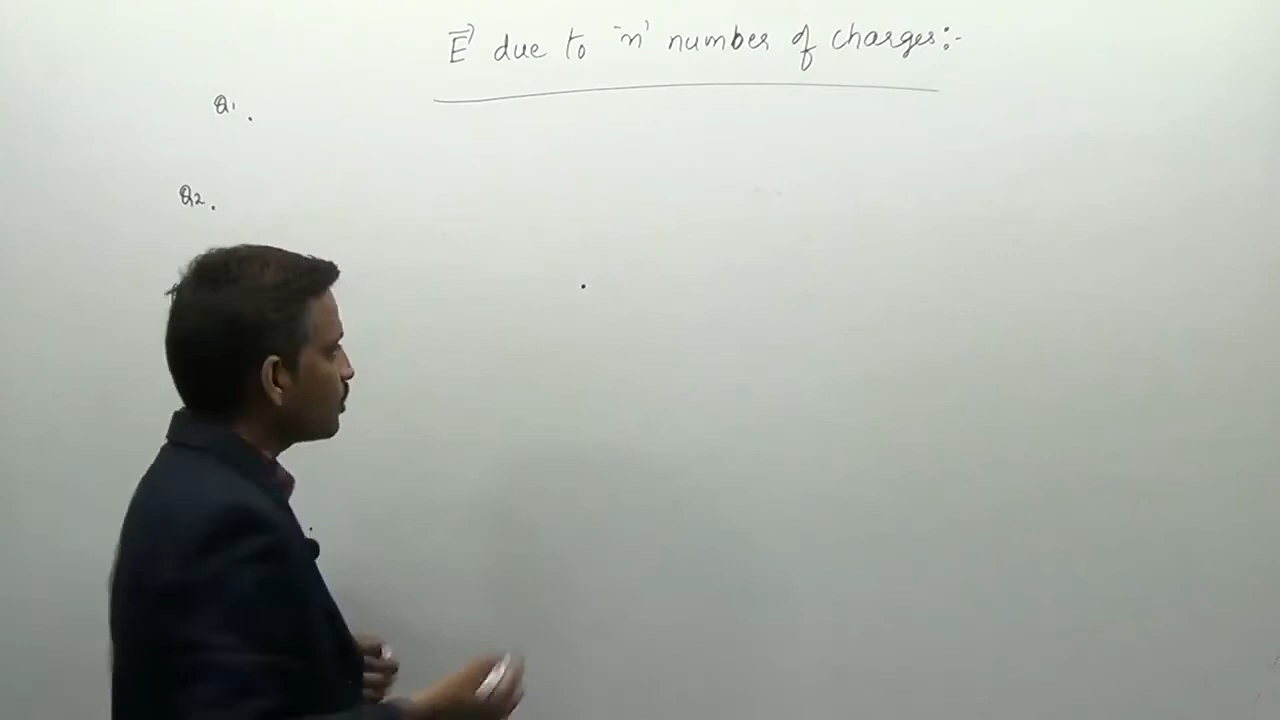 E⃗ due to 'n' number of charges:-
Q1 .
Q2 .